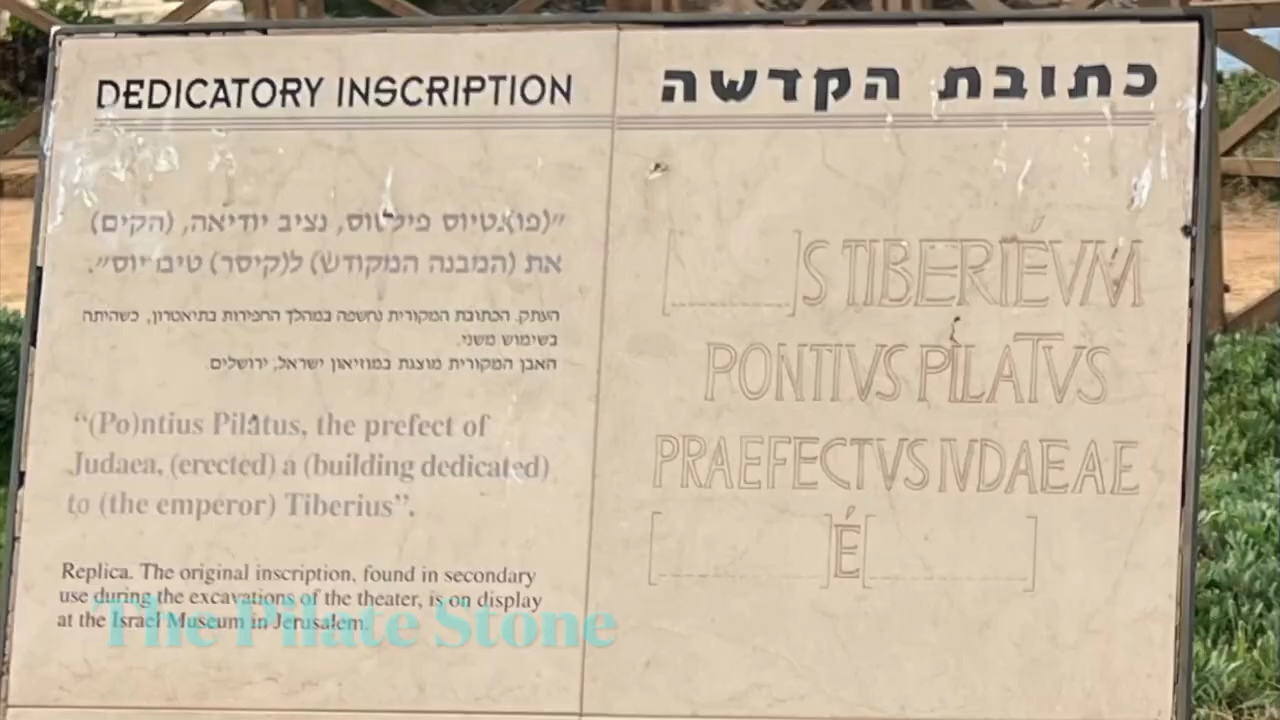 DEDICATORY INSCRIPTION
כתובת הקדשה
"(פו)נטיוס פילטוס, נציב יודיאה, (הקים)
את (המבנה המקודש) ל(קיסר) טיבריוס".
העתק. הכתובת המקורית נחשפה במהלך החפירות בתיאטרון, כשהיתה
בשימוש משני.
האבן המקורית מוצגת במוזיאון ישראל, ירושלים
“(Po)ntius Pilatus, the prefect of
Judaea, (erected) a (building dedicated)
to (the emperor) Tiberius”.
Replica. The original inscription, found in secondary
use during the excavations of the theater, is on display
at the Israel Museum in Jerusalem.
[ ]S TIBERIÉVM
PONTIVS PILATVS
PRAEFECTVS IVDAEAE
[ ]É[ ]
The Pilate Stone